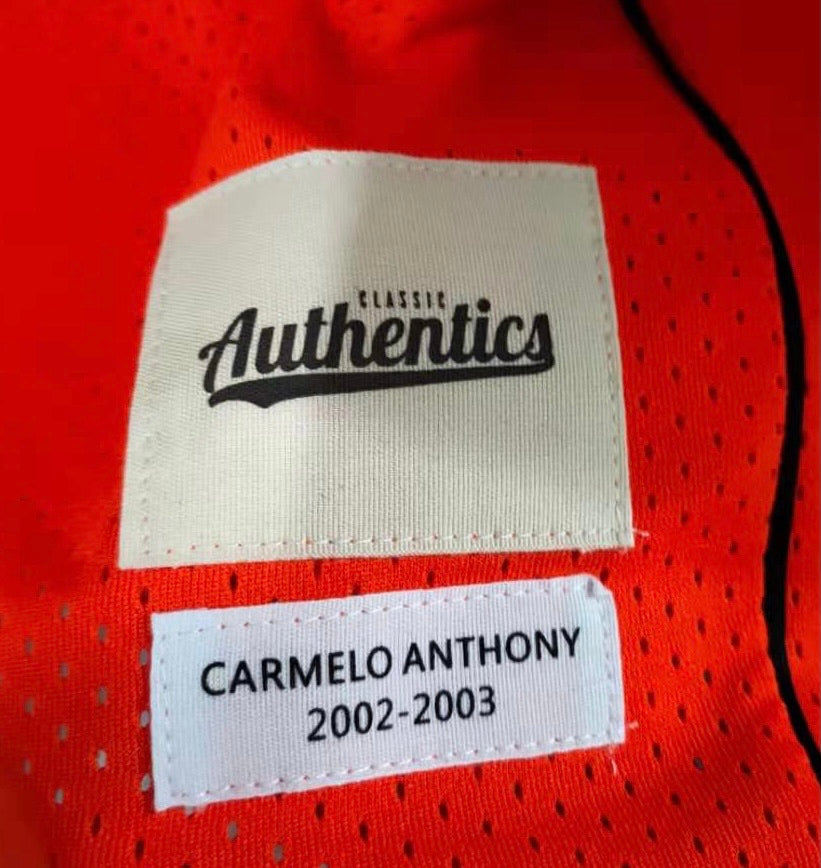 CLASSIC
Authentics
CARMELO ANTHONY
2002-2003